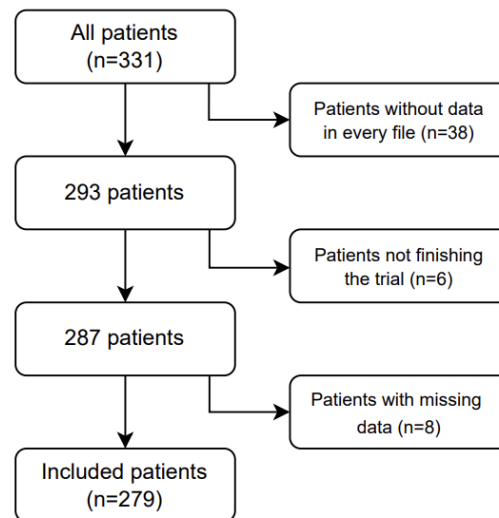 All patients
(n=331)
Patients without data
in every file (n=38)
293 patients
Patients not finishing
the trial (n=6)
287 patients
Patients with missing
data (n=8)
Included patients
(n=279)